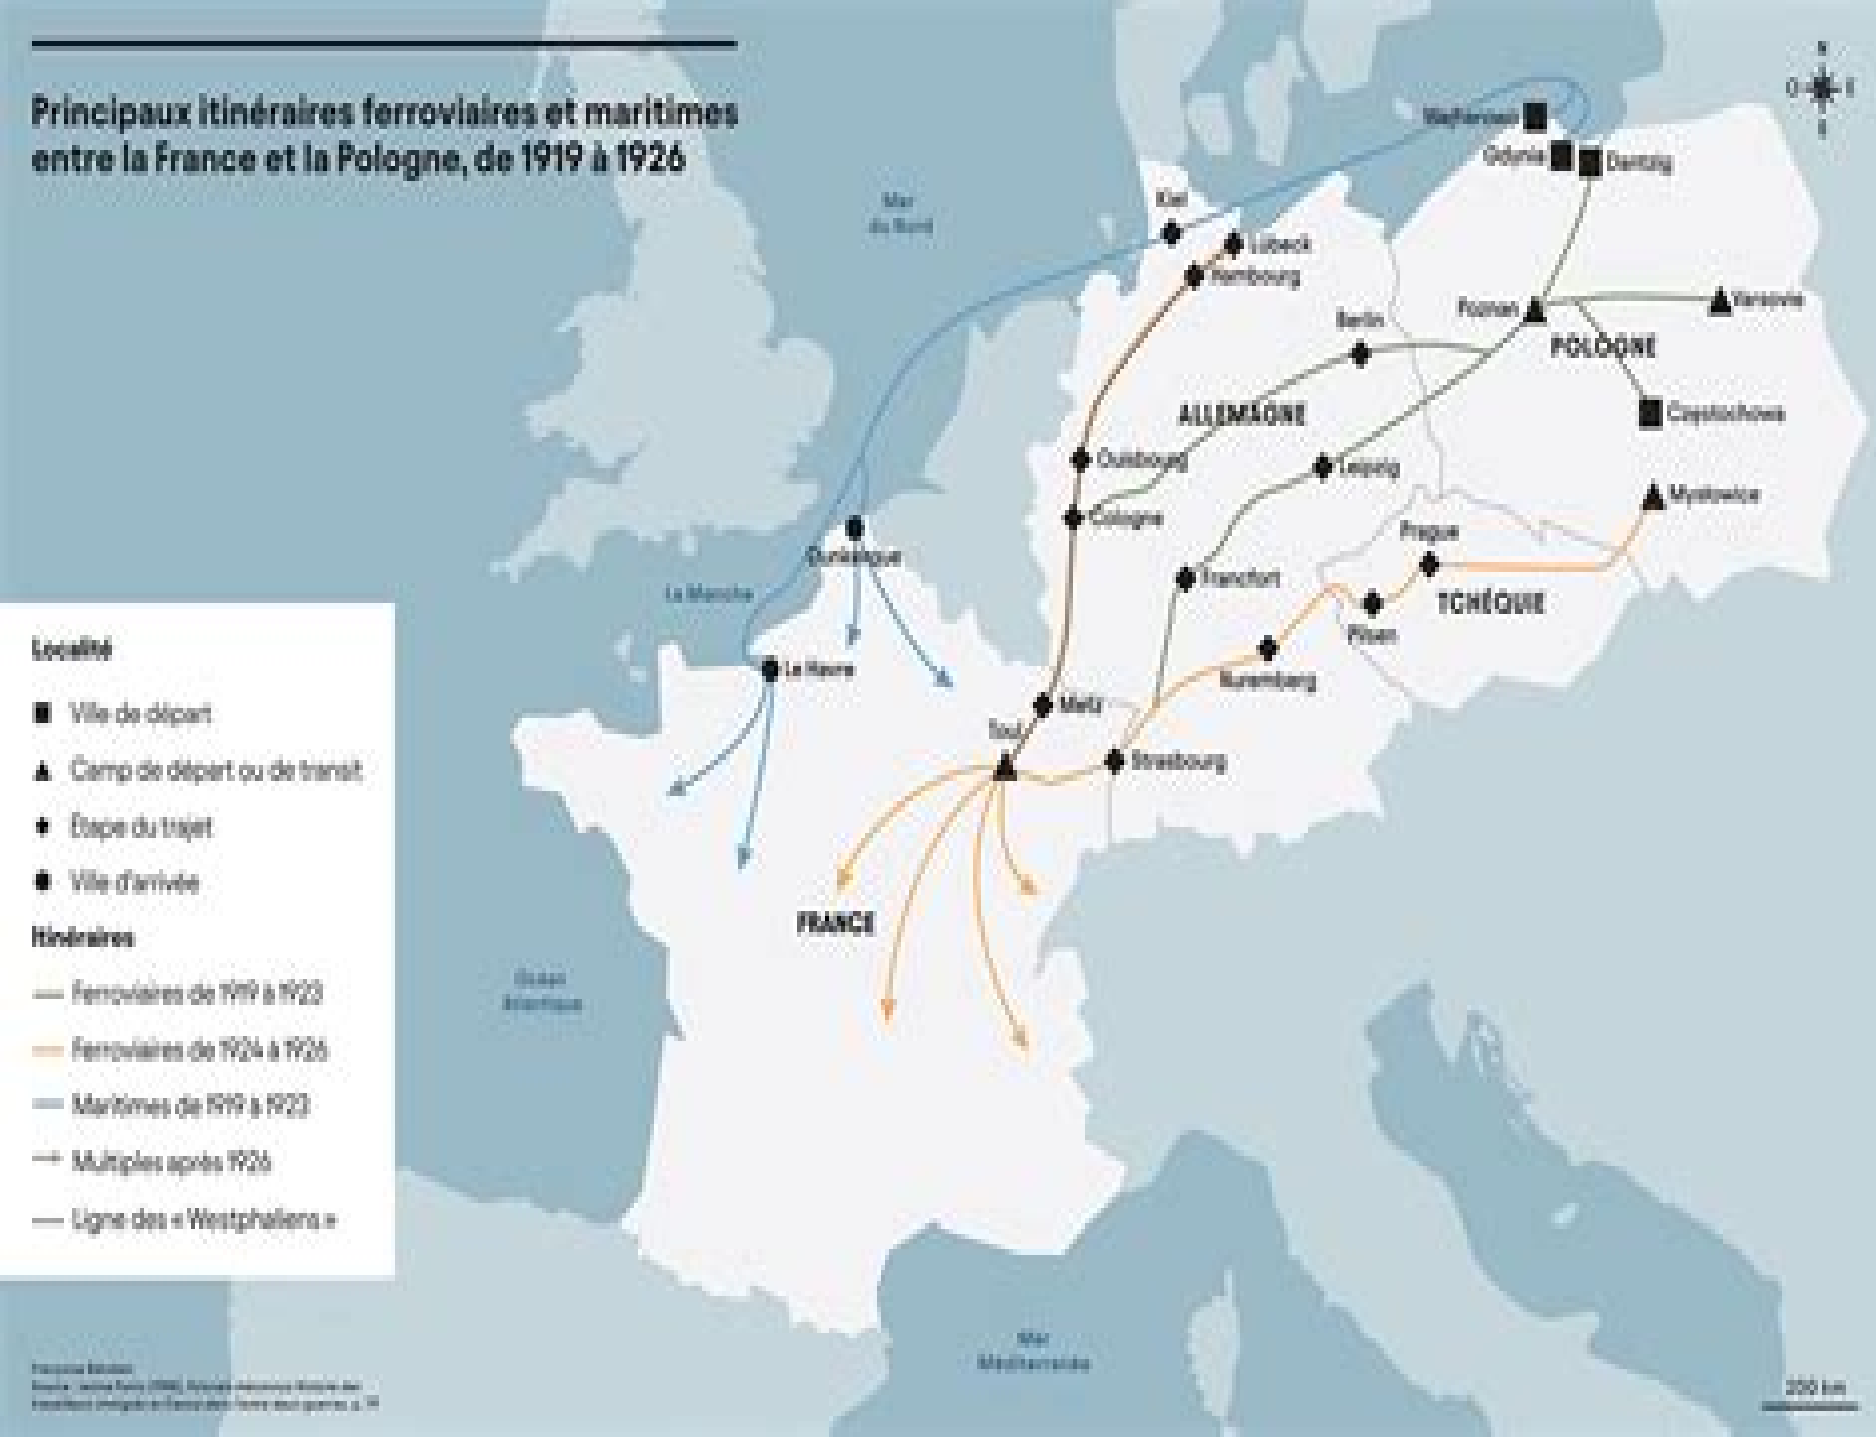 Principaux itinéraires ferroviaires et maritimes
entre la France et la Pologne, de 1919 à 1926
N
O E
S
Wejherowo
Gdynia
Dantzig
Mer
du Nord
Kiel
Lübeck
Hambourg
Berlin
Poznan
Varsovie
POLOGNE
ALLEMAGNE
Częstochowa
Duisbourg
Leipzig
Mysłowice
Cologne
Prague
Dunkerque
Francfort
La Manche
TCHÉQUIE
Pilsen
Le Havre
Nuremberg
Metz
Toul
Strasbourg
FRANCE
Océan
Atlantique
Mer
Méditerranée
Localité
Ville de départ
Camp de départ ou de transit
Étape du trajet
Ville d'arrivée
Itinéraires
Ferroviaires de 1919 à 1923
Ferroviaires de 1924 à 1926
Maritimes de 1919 à 1923
Multiples après 1926
Ligne des « Westphaliens »
200 km